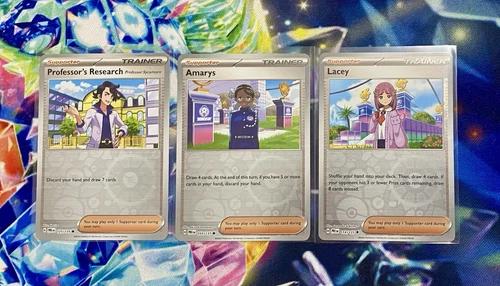 Supporter TRAINER
Professor's Research Professor Sycamore
Discard your hand and draw 7 cards.
You may play only 1 Supporter card during
your turn.
Supporter TRAINER
Amarys
Draw 4 cards. At the end of this turn, if you have 5 or more
cards in your hand, discard your hand.
You may play only 1 Supporter card during
your turn.
Supporter TRAINER
Lacey
Shuffle your hand into your deck. Then, draw 4 cards. If
your opponent has 3 or fewer Prize cards remaining, draw
8 cards instead.
You may play only 1 Supporter card during
your turn.